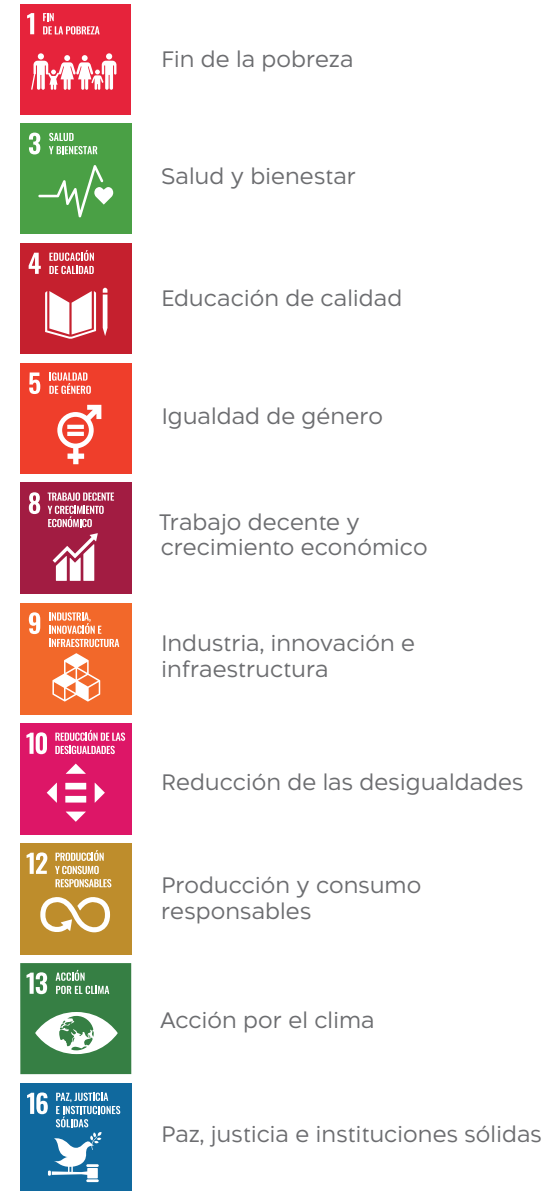 1 FIN
DE LA POBREZA
Fin de la pobreza
3 SALUD
Y BIENESTAR
Salud y bienestar
4 EDUCACIÓN
DE CALIDAD
Educación de calidad
5 IGUALDAD
DE GÉNERO
Igualdad de género
8 TRABAJO DECENTE
Y CRECIMIENTO
ECONÓMICO
Trabajo decente y
crecimiento económico
9 INDUSTRIA,
INNOVACIÓN E
INFRAESTRUCTURA
Industria, innovación e
infraestructura
10 REDUCCIÓN DE LAS
DESIGUALDADES
Reducción de las desigualdades
12 PRODUCCIÓN
Y CONSUMO
RESPONSABLES
Producción y consumo
responsables
13 ACCIÓN
POR EL CLIMA
Acción por el clima
16 PAZ, JUSTICIA
E INSTITUCIONES
SÓLIDAS
Paz, justicia e instituciones sólidas